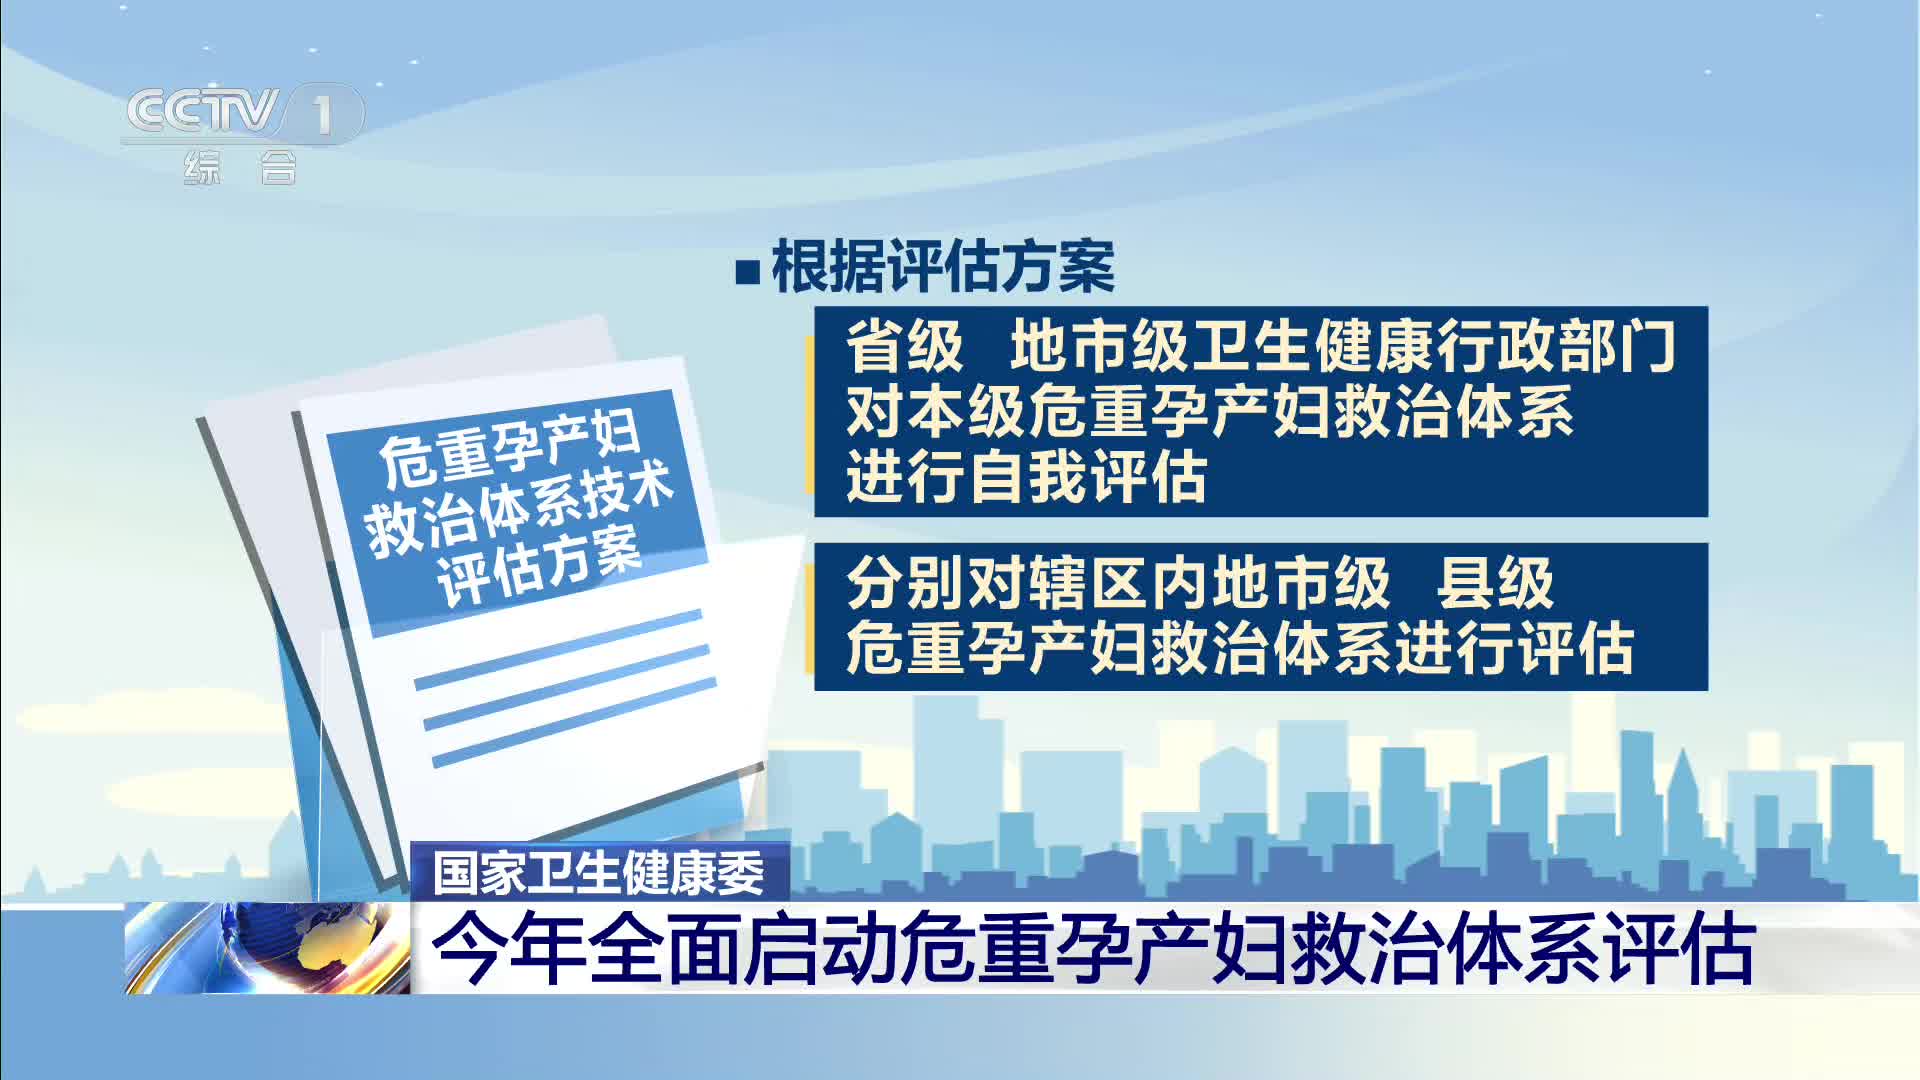 CCTV 1
综合
■根据评估方案
省级 地市级卫生健康行政部门
对本级危重孕产妇救治体系
进行自我评估
分别对辖区内地市级 县级
危重孕产妇救治体系进行评估
危重孕产妇
救治体系技术
评估方案
国家卫生健康委
今年全面启动危重孕产妇救治体系评估